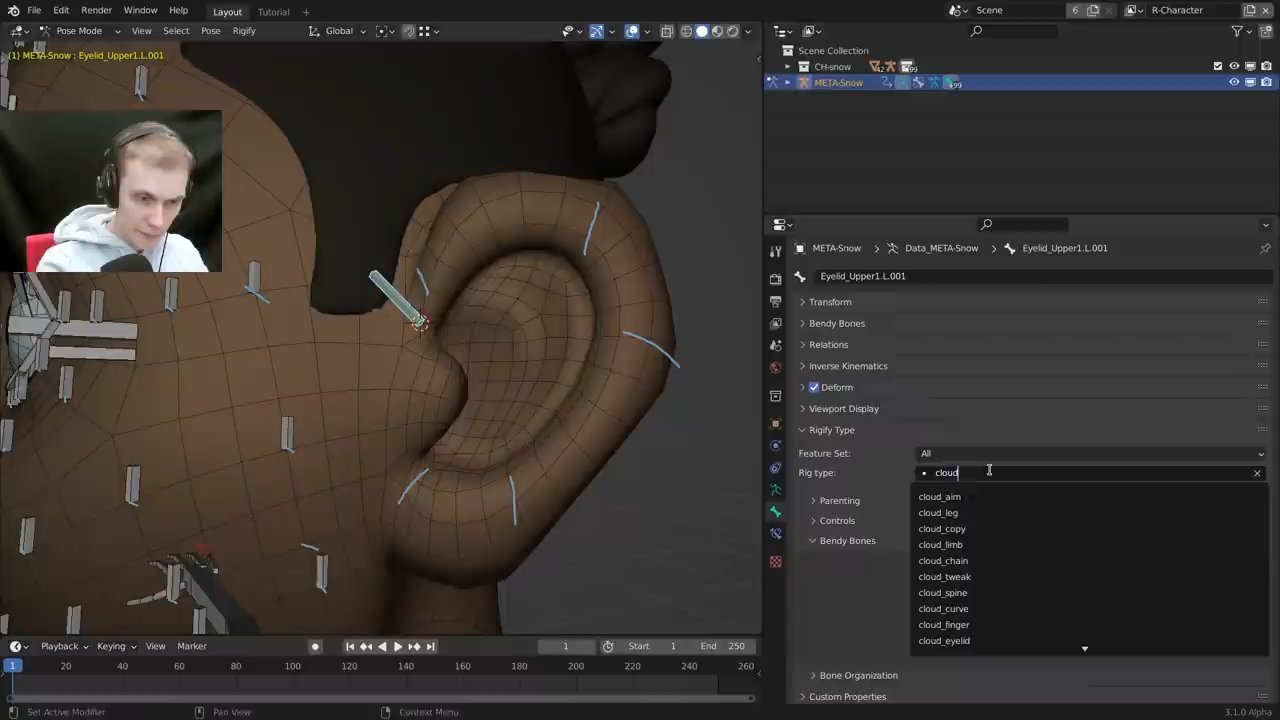 File Edit Render Window Help Layout Tutorial Scene 6 R-Character
Pose Mode View Select Pose Rigify Global
(1) META-Snow : Eyelid_Upper1.L.001
Scene Collection
CH-snow 42 99
META-Snow +99
META-Snow > Data_META-Snow > Eyelid_Upper1.L.001
Eyelid_Upper1.L.001
Transform
Bendy Bones
Relations
Inverse Kinematics
Deform
Viewport Display
Rigify Type
Feature Set: All
Rig type: cloud
cloud_aim
Parenting
cloud_leg
Controls
cloud_copy
Bendy Bones
cloud_limb
cloud_chain
cloud_tweak
cloud_spine
cloud_curve
cloud_finger
cloud_eyelid
Bone Organization
Custom Properties
Playback Keying View Marker 1 Start 1 End 250
1 20 40 60 80 100 120 140 160 180 200 220 240 260
Set Active Modifier Pan View Context Menu 3.1.0 Alpha